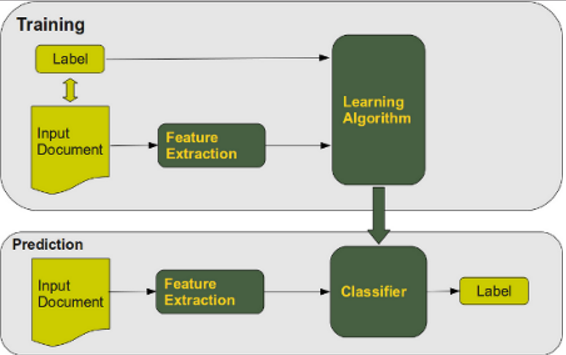 Training
Label
Input
Document
Feature
Extraction
Learning
Algorithm
Prediction
Input
Document
Feature
Extraction
Classifier
Label